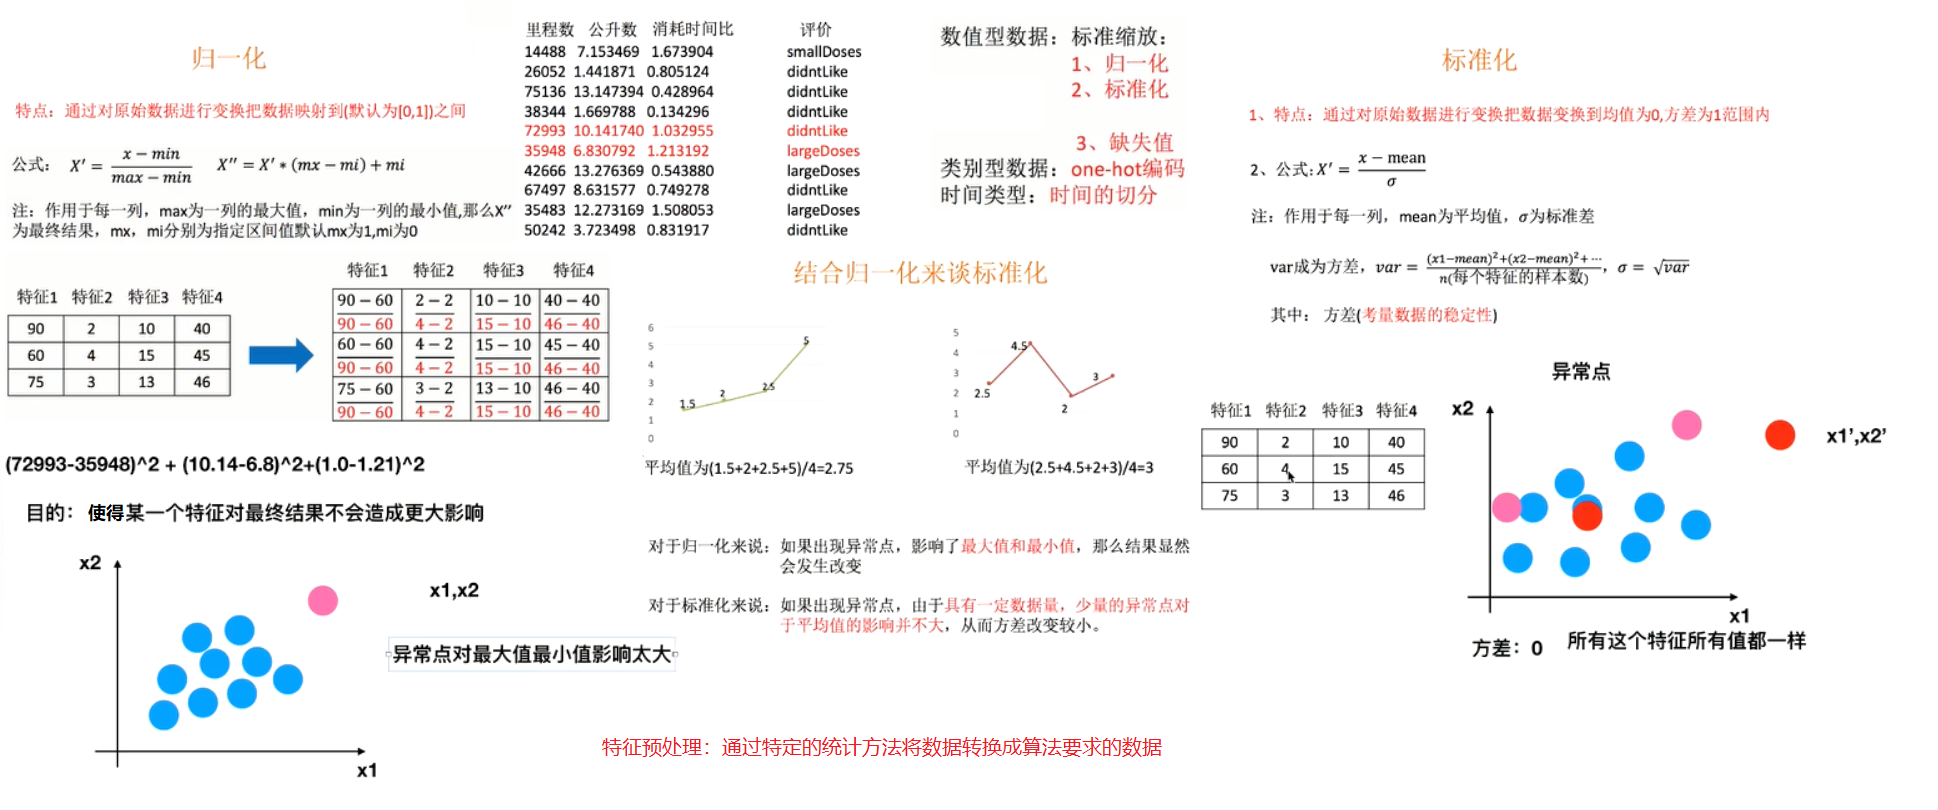 归一化
特点：通过对原始数据进行变换把数据映射到(默认为[0,1])之间
公式： X′ = (x − min)/(max − min) X′′ = X′ ∗ (mx − mi) + mi
注：作用于每一列，max为一列的最大值，min为一列的最小值,那么X′′
为最终结果，mx，mi分别为指定区间值默认mx为1,mi为0
特征1 特征2 特征3 特征4
90 2 10 40
60 4 15 45
75 3 13 46
特征1 特征2 特征3 特征4
90 − 60 2 − 2 10 − 10 40 − 40
90 − 60 4 − 2 15 − 10 46 − 40
60 − 60 4 − 2 15 − 10 45 − 40
90 − 60 4 − 2 15 − 10 46 − 40
75 − 60 3 − 2 13 − 10 46 − 40
90 − 60 4 − 2 15 − 10 46 − 40
(72993-35948)^2 + (10.14-6.8)^2+(1.0-1.21)^2
目的： 使得某一个特征对最终结果不会造成更大影响
x2
x1,x2
异常点对最大值最小值影响太大
x1
里程数 公升数 消耗时间比 评价
14488 7.153469 1.673904 smallDoses
26052 1.441871 0.805124 didntLike
75136 13.147394 0.428964 didntLike
38344 1.669788 0.134296 didntLike
72993 10.141740 1.032955 didntLike
35948 6.830792 1.213192 largeDoses
42666 13.276369 0.543880 largeDoses
67497 8.631577 0.749278 didntLike
35483 12.273169 1.508053 largeDoses
50242 3.723498 0.831917 didntLike
数值型数据：标准缩放：
1、归一化
2、标准化
3、缺失值
类别型数据：one-hot编码
时间类型：时间的切分
结合归一化来谈标准化
6
5
4
3
2
1
0
1.5
2
2.5
5
平均值为(1.5+2+2.5+5)/4=2.75
5
4
3
2
1
0
2.5
4.5
2
3
平均值为(2.5+4.5+2+3)/4=3
对于归一化来说：如果出现异常点，影响了最大值和最小值，那么结果显然
会发生改变
对于标准化来说：如果出现异常点，由于具有一定数据量，少量的异常点对
于平均值的影响并不大，从而方差改变较小。
标准化
1、特点：通过对原始数据进行变换把数据变换到均值为0,方差为1范围内
2、公式: X′ = (x − mean)/σ
注：作用于每一列，mean为平均值，σ为标准差
var成为方差，var = ((x1−mean)²+(x2−mean)²+⋯)/(n(每个特征的样本数))， σ = √var
其中： 方差(考量数据的稳定性)
特征1 特征2 特征3 特征4
90 2 10 40
60 4 15 45
75 3 13 46
异常点
x2
x1’,x2’
x1
方差：0 所有这个特征所有值都一样
特征预处理：通过特定的统计方法将数据转换成算法要求的数据